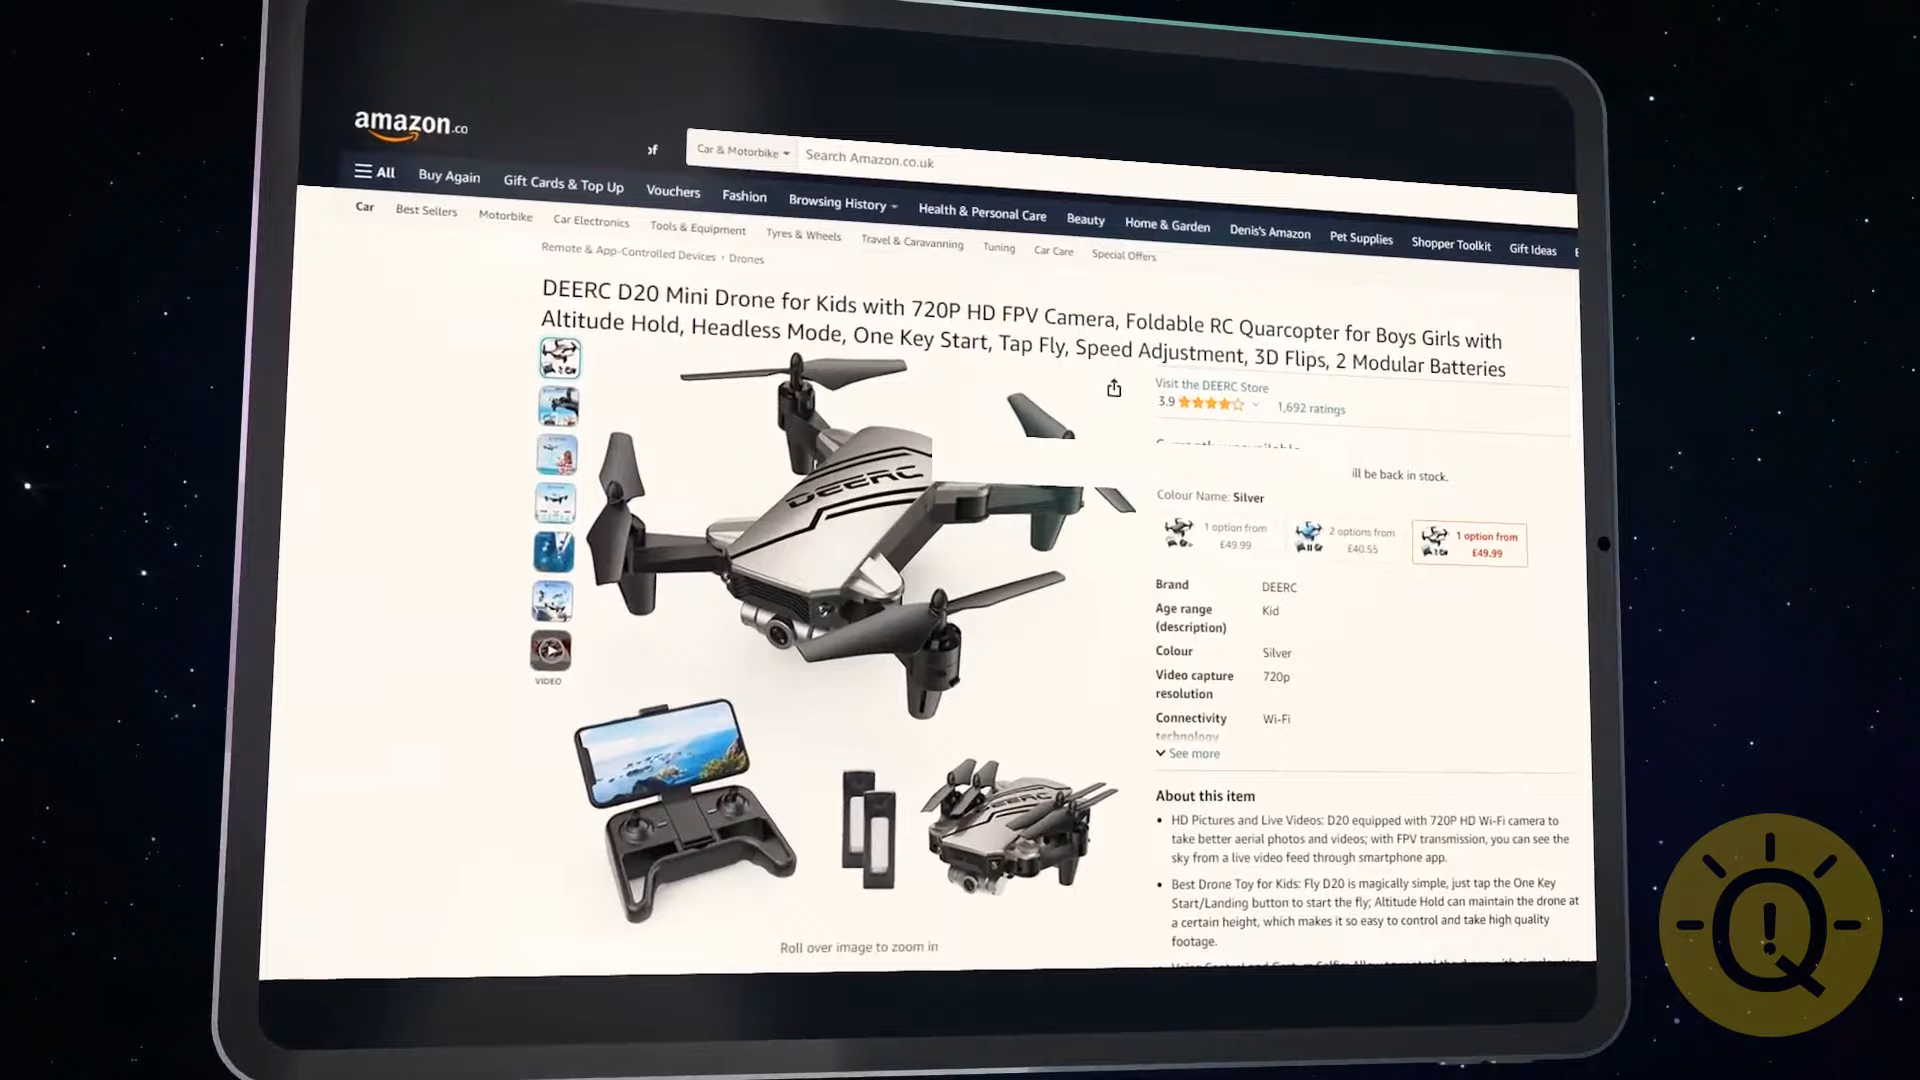 amazon.co
Car & Motorbike
Search Amazon.co.uk
All
Buy Again
Gift Cards & Top Up
Vouchers
Fashion
Browsing History
Health & Personal Care
Beauty
Home & Garden
Denis's Amazon
Pet Supplies
Shopper Toolkit
Gift Ideas
Car
Best Sellers
Motorbike
Car Electronics
Tools & Equipment
Tyres & Wheels
Travel & Caravanning
Tuning
Car Care
Special Offers
Remote & App-Controlled Devices › Drones
DEERC D20 Mini Drone for Kids with 720P HD FPV Camera, Foldable RC Quarcopter for Boys Girls with
Altitude Hold, Headless Mode, One Key Start, Tap Fly, Speed Adjustment, 3D Flips, 2 Modular Batteries
DEERC
DEERC
VIDEO
Roll over image to zoom in
Visit the DEERC Store
3.9
1,692 ratings
ill be back in stock.
Colour Name: Silver
1 option from
£49.99
2 options from
£40.55
1 option from
£49.99
Brand DEERC
Age range Kid
(description)
Colour Silver
Video capture 720p
resolution
Connectivity Wi-Fi
technology
See more
About this item
• HD Pictures and Live Videos: D20 equipped with 720P HD Wi-Fi camera to
take better aerial photos and videos; with FPV transmission, you can see the
sky from a live video feed through smartphone app.
• Best Drone Toy for Kids: Fly D20 is magically simple, just tap the One Key
Start/Landing button to start the fly; Altitude Hold can maintain the drone at
a certain height, which makes it so easy to control and take high quality
footage.
Q!